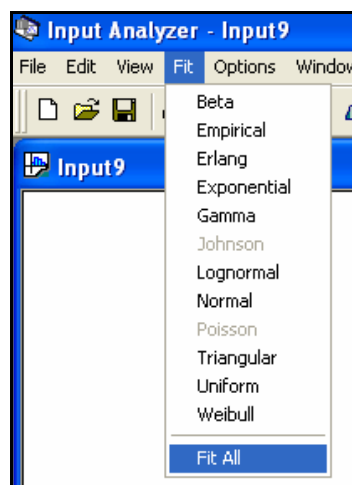 Input Analyzer - Input9
File Edit View Fit Options Window
Input9
Beta
Empirical
Erlang
Exponential
Gamma
Johnson
Lognormal
Normal
Poisson
Triangular
Uniform
Weibull
Fit All